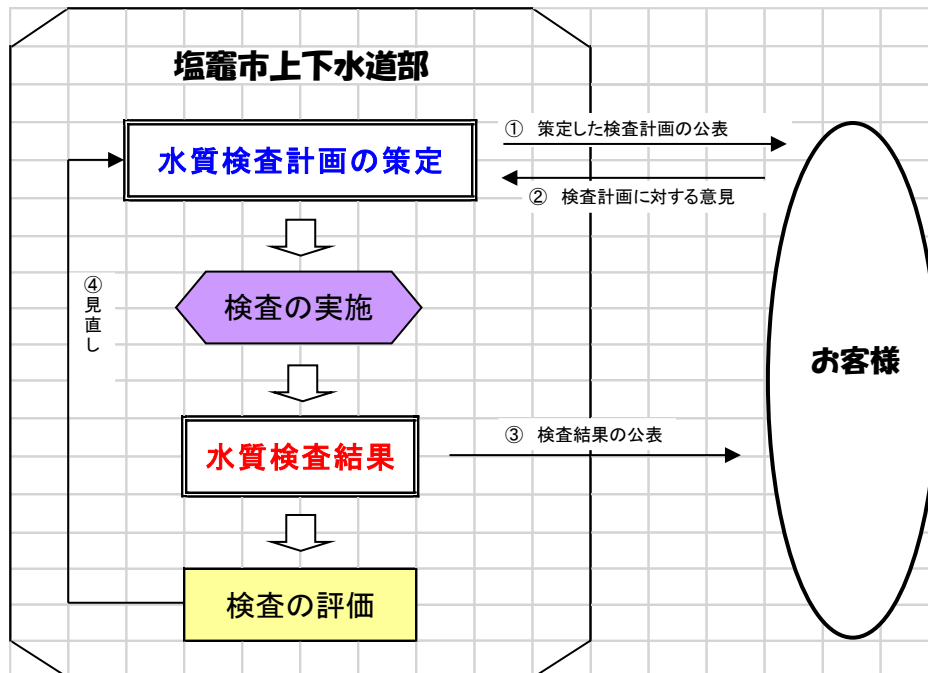 塩竈市上下水道部
① 策定した検査計画の公表
水質検査計画の策定
② 検査計画に対する意見
④見直し
検査の実施
お客様
③ 検査結果の公表
水質検査結果
検査の評価